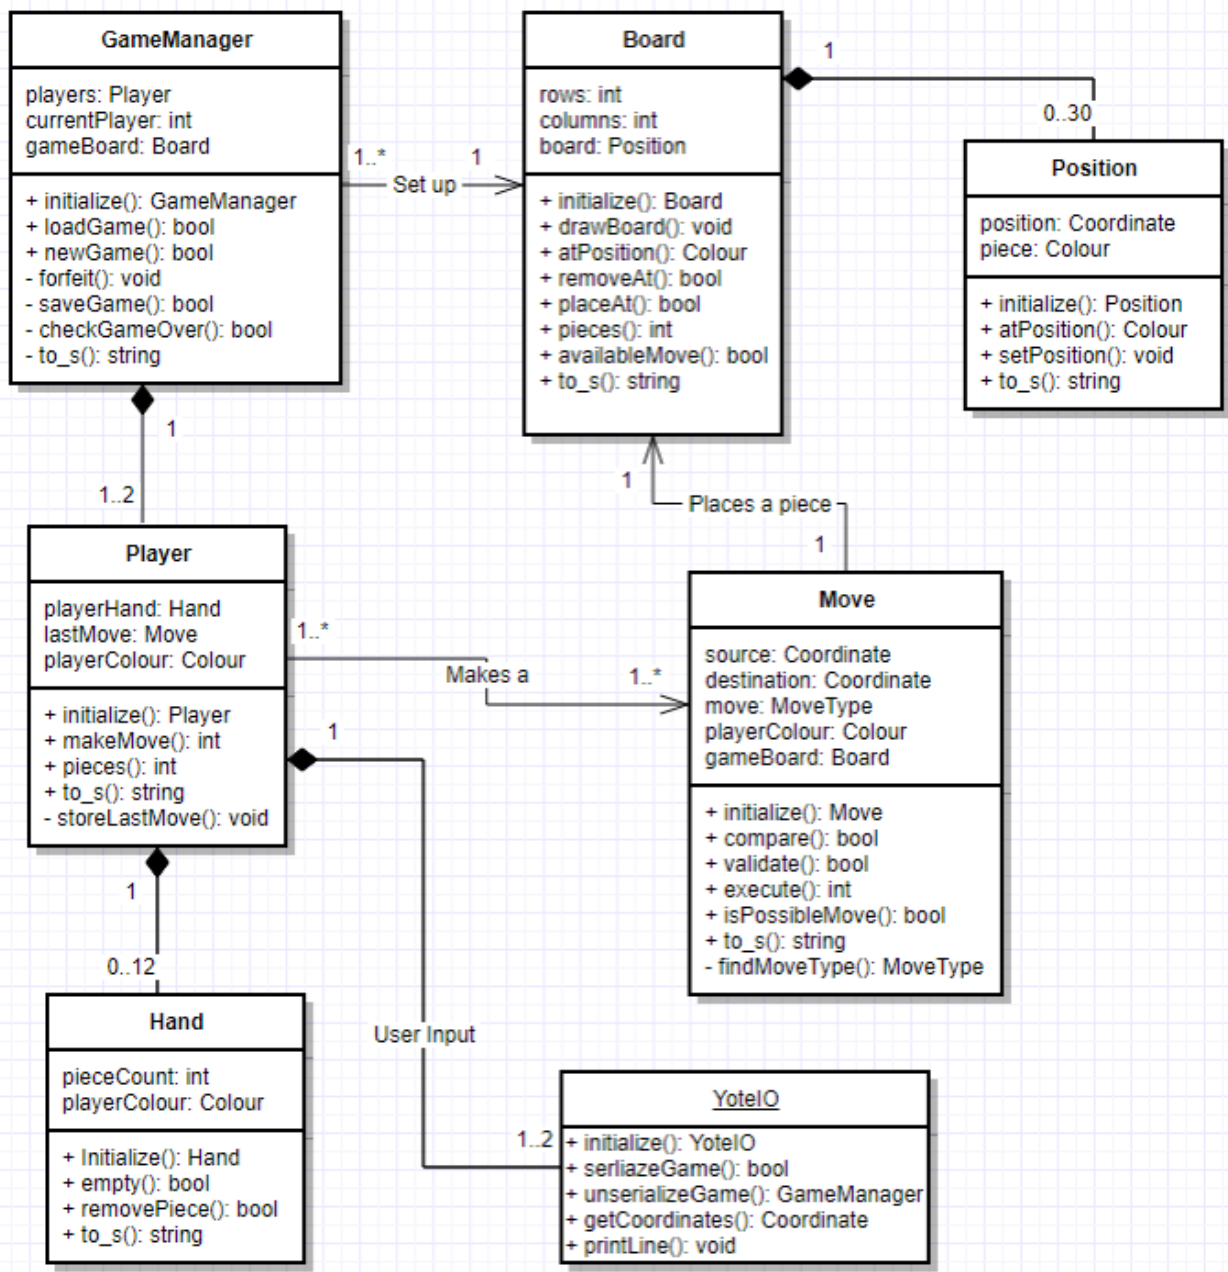 GameManager
players: Player
currentPlayer: int
gameBoard: Board
+ initialize(): GameManager
+ loadGame(): bool
+ newGame(): bool
- forfeit(): void
- saveGame(): bool
- checkGameOver(): bool
- to_s(): string
1..*
Set up
1
Board
rows: int
columns: int
board: Position
+ initialize(): Board
+ drawBoard(): void
+ atPosition(): Colour
+ removeAt(): bool
+ placeAt(): bool
+ pieces(): int
+ availableMove(): bool
+ to_s(): string
1
0..30
Position
position: Coordinate
piece: Colour
+ initialize(): Position
+ atPosition(): Colour
+ setPosition(): void
+ to_s(): string
1
1..2
1
Places a piece
1
Player
playerHand: Hand
lastMove: Move
playerColour: Colour
+ initialize(): Player
+ makeMove(): int
+ pieces(): int
+ to_s(): string
- storeLastMove(): void
1..*
Makes a
1..*
Move
source: Coordinate
destination: Coordinate
move: MoveType
playerColour: Colour
gameBoard: Board
+ initialize(): Move
+ compare(): bool
+ validate(): bool
+ execute(): int
+ isPossibleMove(): bool
+ to_s(): string
- findMoveType(): MoveType
1
User Input
1..2
1
0..12
Hand
pieceCount: int
playerColour: Colour
+ Initialize(): Hand
+ empty(): bool
+ removePiece(): bool
+ to_s(): string
YoteIO
+ initialize(): YoteIO
+ serliazeGame(): bool
+ unserializeGame(): GameManager
+ getCoordinates(): Coordinate
+ printLine(): void